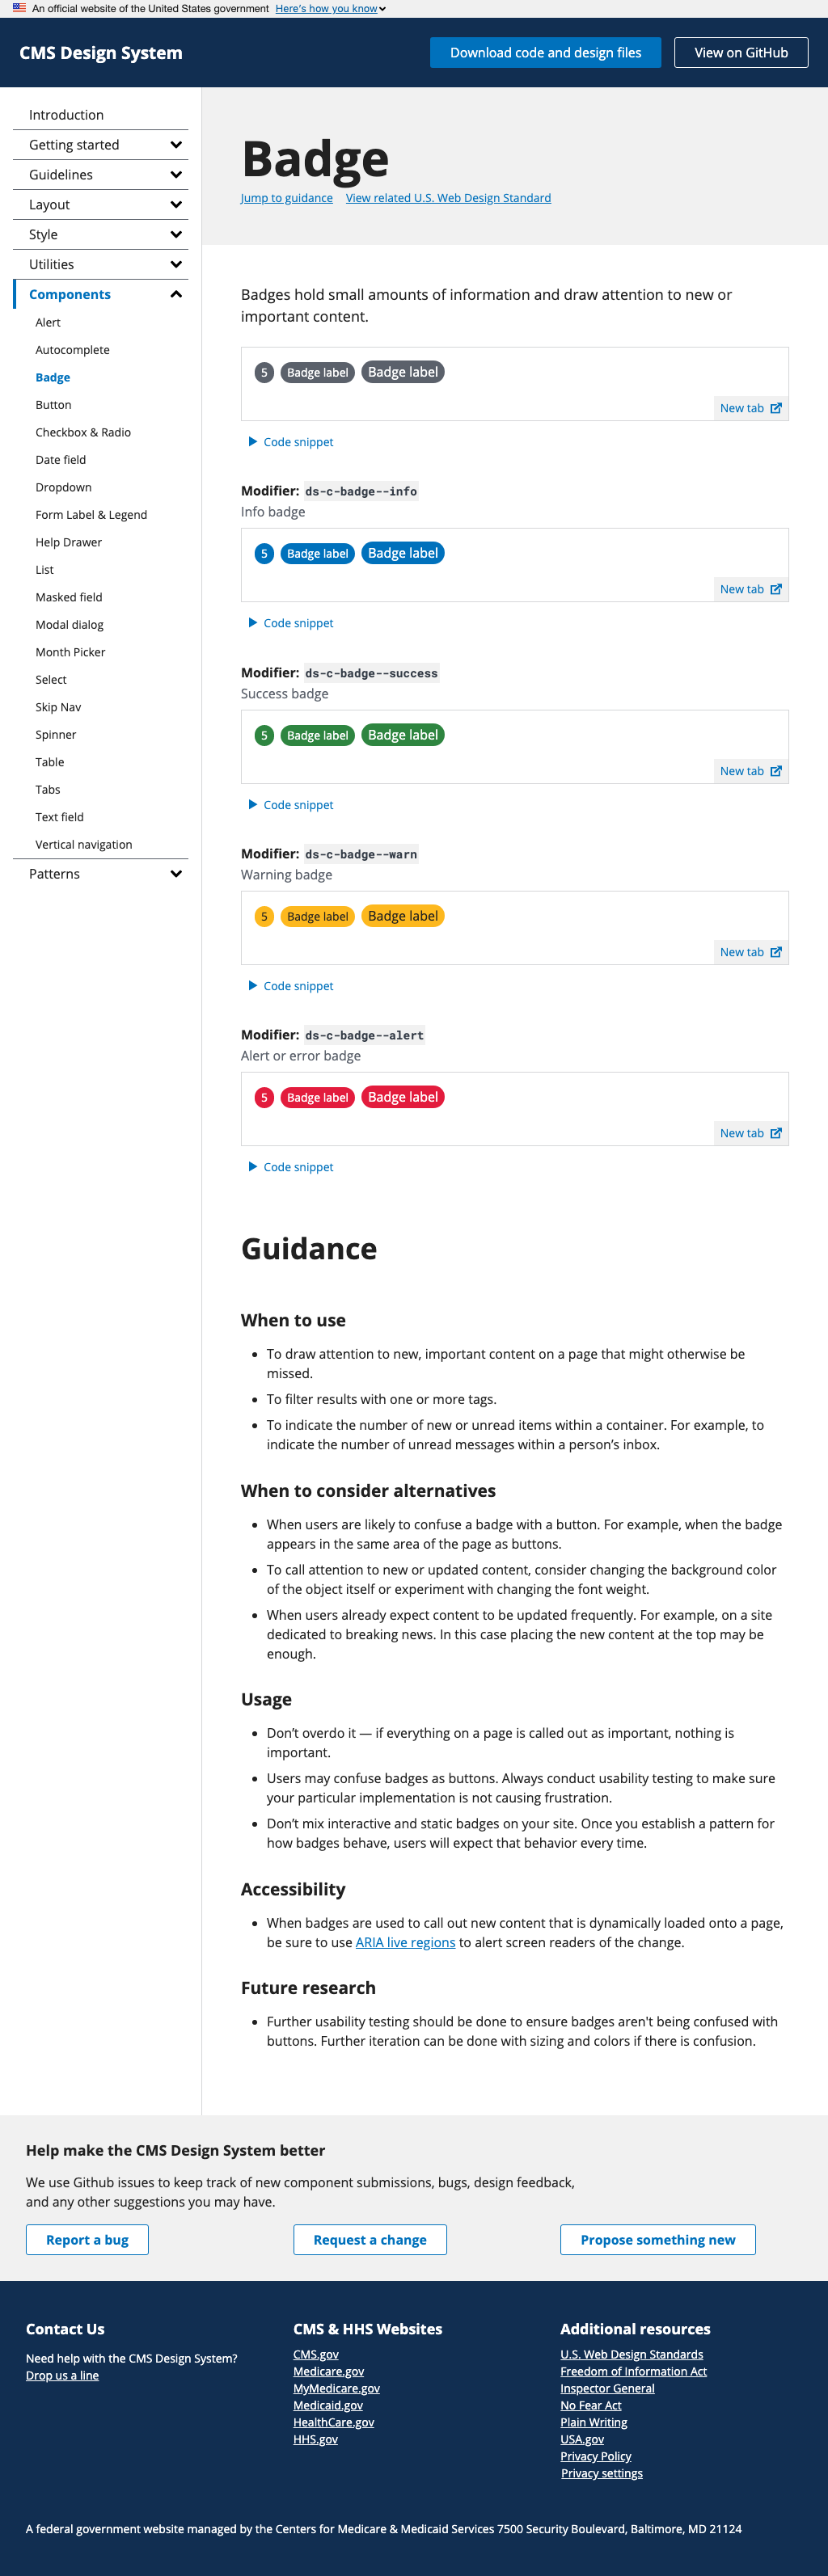 An official website of the United States government Here's how you know
CMS Design System
Download code and design files
View on GitHub
Introduction
Getting started
Guidelines
Layout
Style
Utilities
Components
Alert
Autocomplete
Badge
Button
Checkbox & Radio
Date field
Dropdown
Form Label & Legend
Help Drawer
List
Masked field
Modal dialog
Month Picker
Select
Skip Nav
Spinner
Table
Tabs
Text field
Vertical navigation
Patterns
Badge
Jump to guidance View related U.S. Web Design Standard
Badges hold small amounts of information and draw attention to new or
important content.
5 Badge label Badge label
New tab
Code snippet
Modifier: ds-c-badge--info
Info badge
5 Badge label Badge label
New tab
Code snippet
Modifier: ds-c-badge--success
Success badge
5 Badge label Badge label
New tab
Code snippet
Modifier: ds-c-badge--warn
Warning badge
5 Badge label Badge label
New tab
Code snippet
Modifier: ds-c-badge--alert
Alert or error badge
5 Badge label Badge label
New tab
Code snippet
Guidance
When to use
To draw attention to new, important content on a page that might otherwise be
missed.
To filter results with one or more tags.
To indicate the number of new or unread items within a container. For example, to
indicate the number of unread messages within a person’s inbox.
When to consider alternatives
When users are likely to confuse a badge with a button. For example, when the badge
appears in the same area of the page as buttons.
To call attention to new or updated content, consider changing the background color
of the object itself or experiment with changing the font weight.
When users already expect content to be updated frequently. For example, on a site
dedicated to breaking news. In this case placing the new content at the top may be
enough.
Usage
Don’t overdo it — if everything on a page is called out as important, nothing is
important.
Users may confuse badges as buttons. Always conduct usability testing to make sure
your particular implementation is not causing frustration.
Don’t mix interactive and static badges on your site. Once you establish a pattern for
how badges behave, users will expect that behavior every time.
Accessibility
When badges are used to call out new content that is dynamically loaded onto a page,
be sure to use ARIA live regions to alert screen readers of the change.
Future research
Further usability testing should be done to ensure badges aren't being confused with
buttons. Further iteration can be done with sizing and colors if there is confusion.
Help make the CMS Design System better
We use Github issues to keep track of new component submissions, bugs, design feedback,
and any other suggestions you may have.
Report a bug
Request a change
Propose something new
Contact Us
Need help with the CMS Design System?
Drop us a line
CMS & HHS Websites
CMS.gov
Medicare.gov
MyMedicare.gov
Medicaid.gov
HealthCare.gov
HHS.gov
Additional resources
U.S. Web Design Standards
Freedom of Information Act
Inspector General
No Fear Act
Plain Writing
USA.gov
Privacy Policy
Privacy settings
A federal government website managed by the Centers for Medicare & Medicaid Services 7500 Security Boulevard, Baltimore, MD 21124